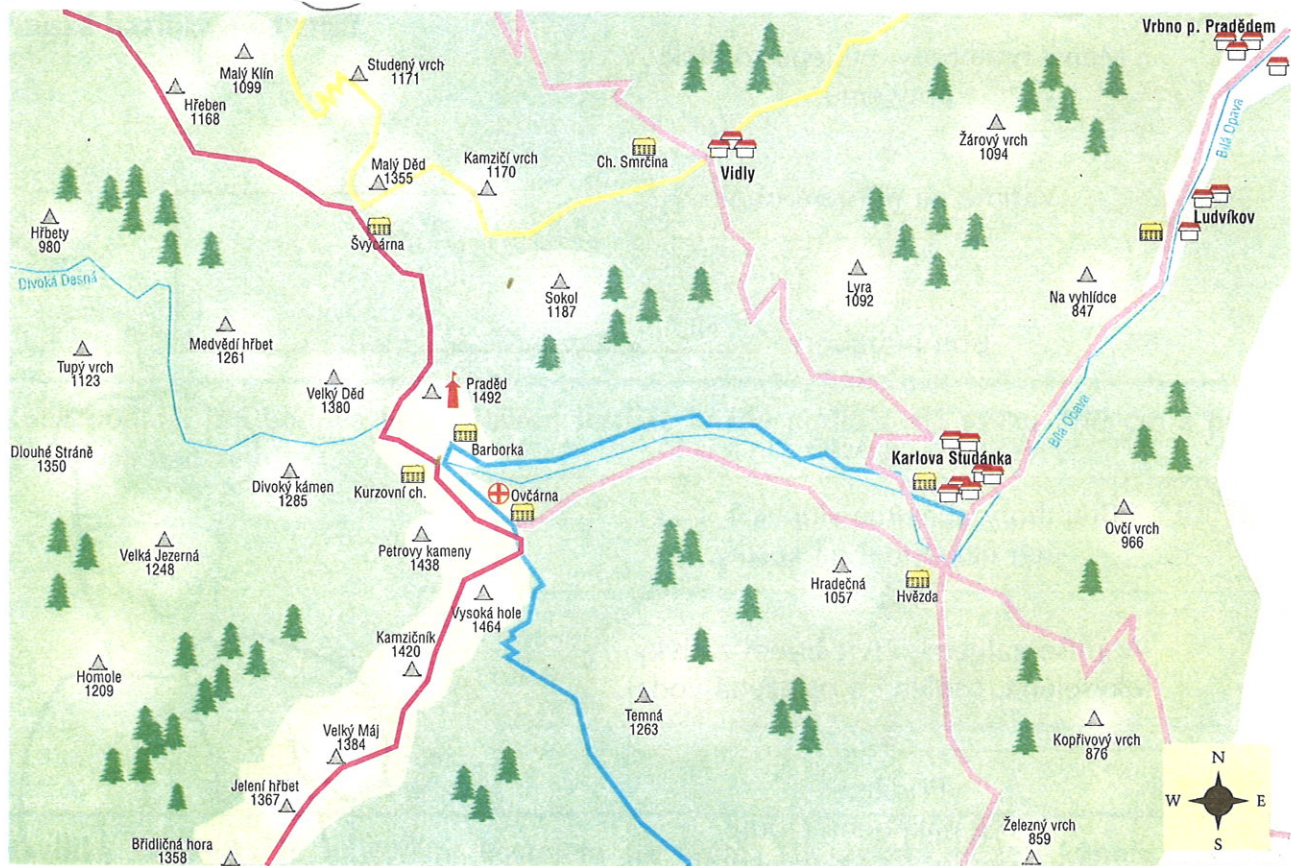 Vrbno p. Pradědem
Malý Klín
1099
Studený vrch
1171
Hřeben
1168
Bílá Opava
Žárový vrch
1094
Ch. Smrčina
Vidly
Malý Děd
1355
Kamzičí vrch
1170
Ludvíkov
Hřbety
980
Švýcárna
Divoká Desná
Sokol
1187
Lyra
1092
Na vyhlídce
847
Medvědí hřbet
1261
Tupý vrch
1123
Velký Děd
1380
Praděd
1492
Bílá Opava
Barborka
Karlova Studánka
Dlouhé Stráně
1350
Divoký kámen
1285
Kurzovní ch.
Ovčárna
Ovčí vrch
966
Velká Jezerná
1248
Petrovy kameny
1438
Hradečná
1057
Hvězda
Vysoká hole
1464
Kamzičník
1420
Homole
1209
Temná
1263
Kopřivový vrch
876
Velký Máj
1384
N
W
E
S
Jelení hřbet
1367
Břidličná hora
1358
Železný vrch
859